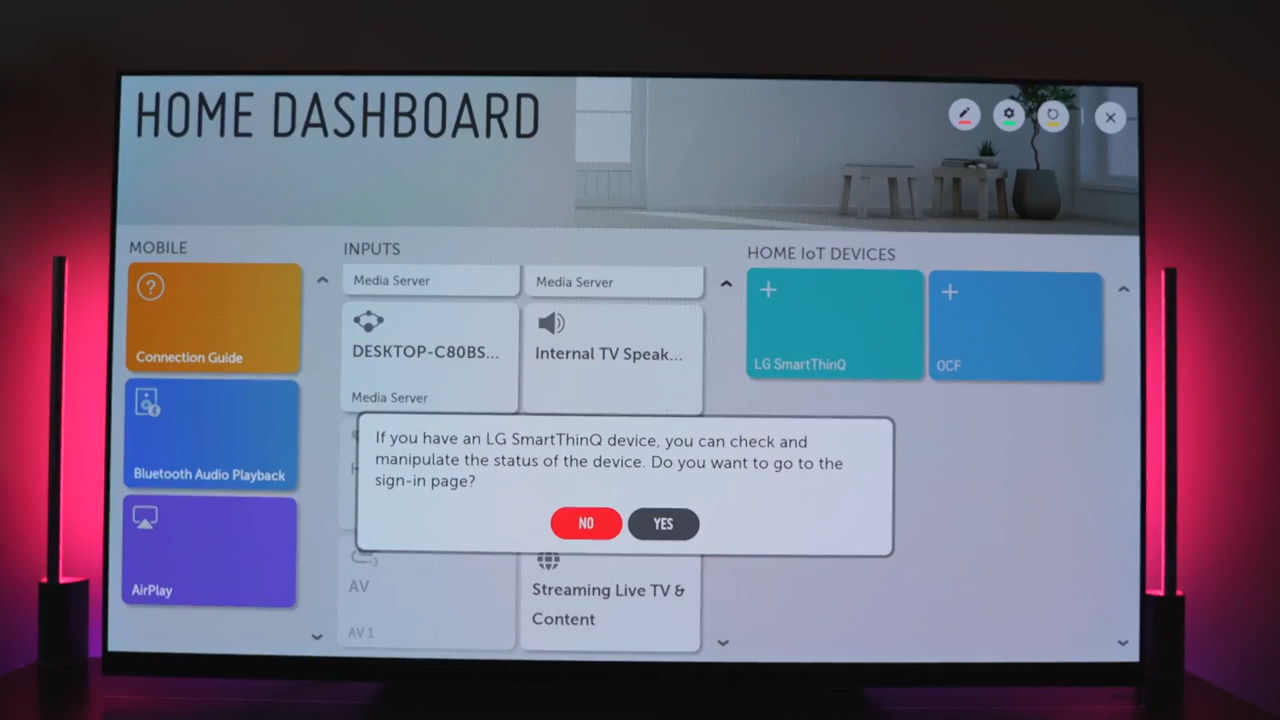 HOME DASHBOARD
MOBILE
Connection Guide
Bluetooth Audio Playback
AirPlay
INPUTS
Media Server
Media Server
DESKTOP-C80BS...
Media Server
Internal TV Speak...
AV
AV 1
Streaming Live TV &
Content
HOME IoT DEVICES
LG SmartThinQ
OCF
If you have an LG SmartThinQ device, you can check and
manipulate the status of the device. Do you want to go to the
sign-in page?
NO
YES